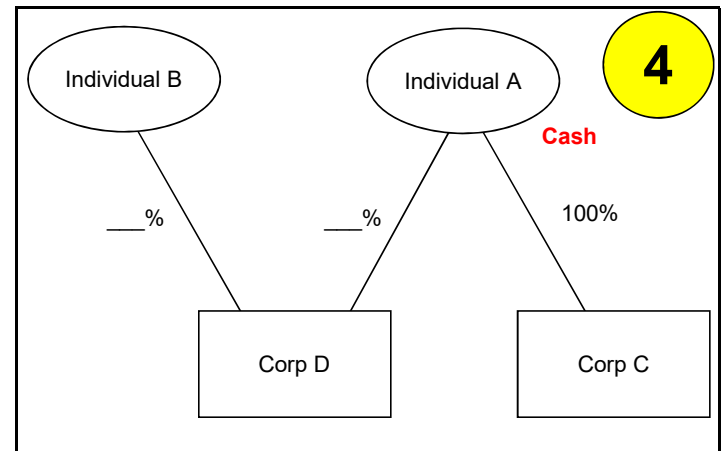 Individual B
Individual A
4
Cash
___%
___%
100%
Corp D
Corp C